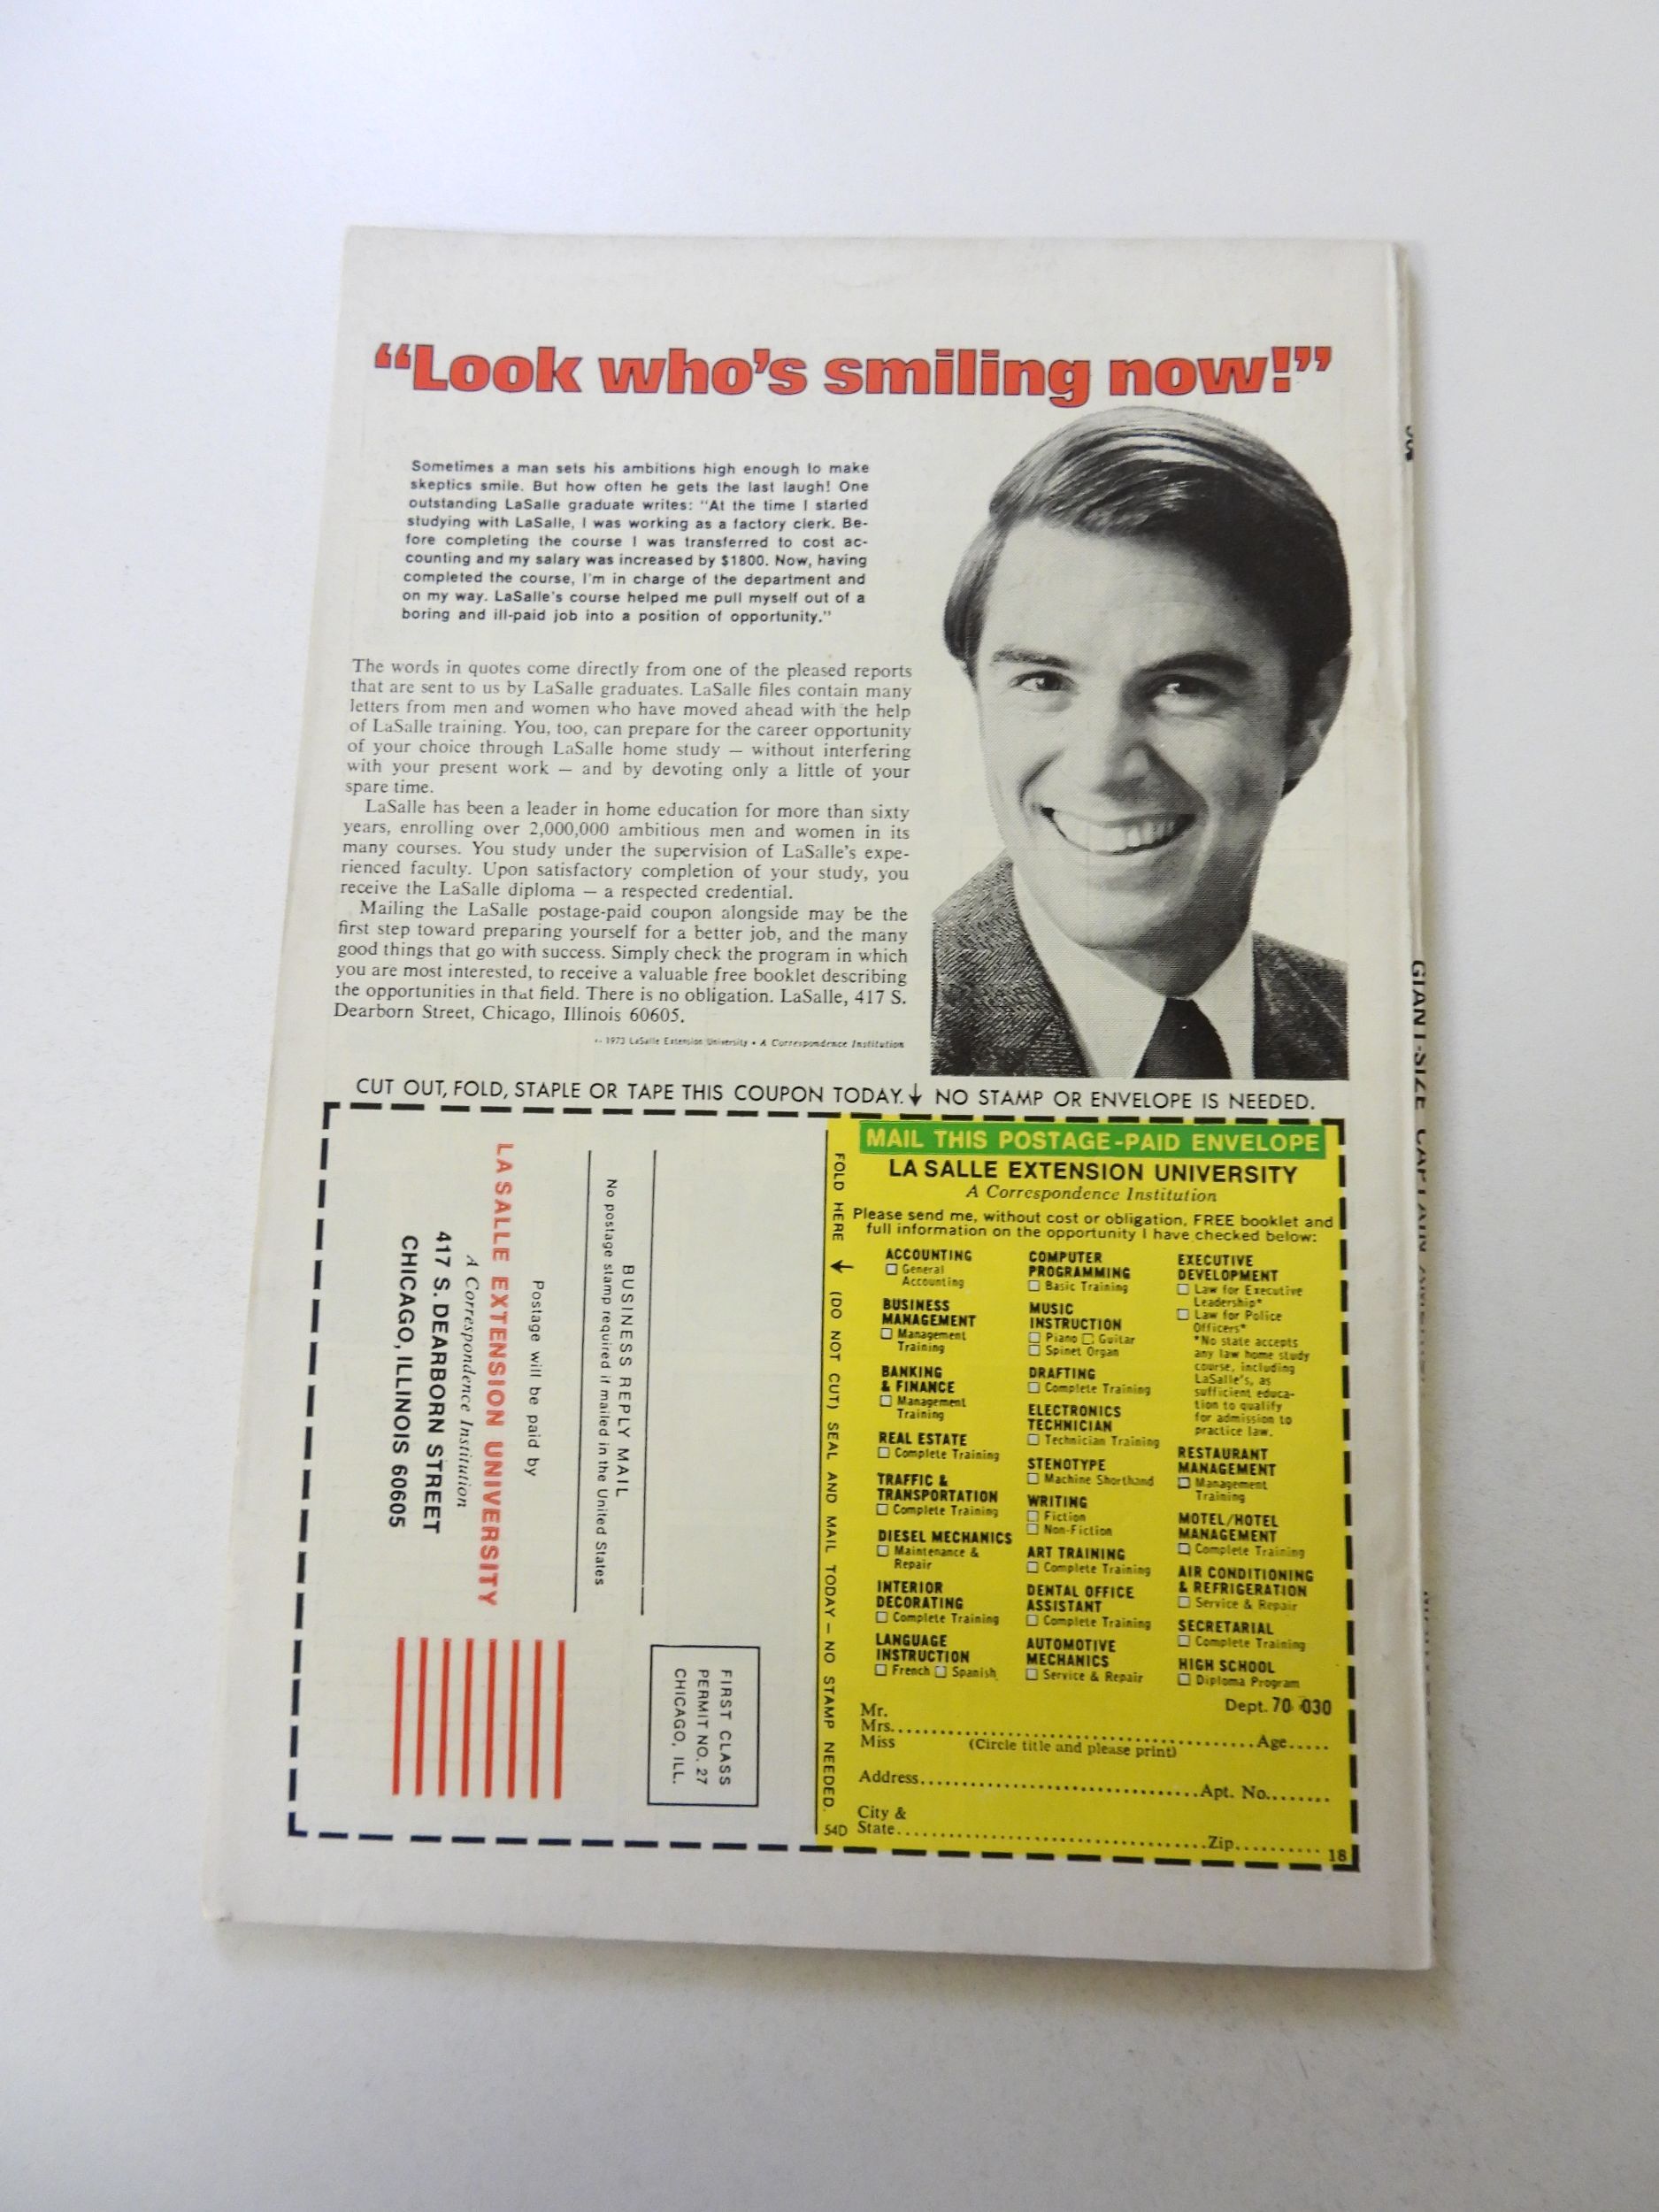 “Look who’s smiling now!”
Sometimes a man sets his ambitions high enough to make
skeptics smile. But how often he gets the last laugh! One
outstanding LaSalle graduate writes: "At the time I started
studying with LaSalle, I was working as a factory clerk. Be-
fore completing the course I was transferred to cost ac-
counting and my salary was increased by $1800. Now, having
completed the course, I'm in charge of the department and
on my way. LaSalle's course helped me pull myself out of a
boring and ill-paid job into a position of opportunity."
The words in quotes come directly from one of the pleased reports
that are sent to us by LaSalle graduates. LaSalle files contain many
letters from men and women who have moved ahead with the help
of LaSalle training. You, too, can prepare for the career opportunity
of your choice through LaSalle home study — without interfering
with your present work — and by devoting only a little of your
spare time.
LaSalle has been a leader in home education for more than sixty
years, enrolling over 2,000,000 ambitious men and women in its
many courses. You study under the supervision of LaSalle's expe-
rienced faculty. Upon satisfactory completion of your study, you
receive the LaSalle diploma — a respected credential.
Mailing the LaSalle postage-paid coupon alongside may be the
first step toward preparing yourself for a better job, and the many
good things that go with success. Simply check the program in which
you are most interested, to receive a valuable free booklet describing
the opportunities in that field. There is no obligation. LaSalle, 417 S.
Dearborn Street, Chicago, Illinois 60605.
1973 LaSalle Extension University • A Correspondence Institution
CUT OUT, FOLD, STAPLE OR TAPE THIS COUPON TODAY. ↓ NO STAMP OR ENVELOPE IS NEEDED.
FIRST CLASS
PERMIT NO. 27
CHICAGO, ILL.
BUSINESS REPLY MAIL
No postage stamp required if mailed in the United States
Postage will be paid by
LA SALLE EXTENSION UNIVERSITY
A Correspondence Institution
417 S. DEARBORN STREET
CHICAGO, ILLINOIS 60605
FOLD HERE ↓ (DO NOT CUT) SEAL AND MAIL TODAY – NO STAMP NEEDED.
54D
MAIL THIS POSTAGE-PAID ENVELOPE
LA SALLE EXTENSION UNIVERSITY
A Correspondence Institution
Please send me, without cost or obligation, FREE booklet and
full information on the opportunity I have checked below:
ACCOUNTING
☐ General
Accounting
BUSINESS
MANAGEMENT
☐ Management
Training
BANKING
& FINANCE
☐ Management
Training
REAL ESTATE
☐ Complete Training
TRAFFIC &
TRANSPORTATION
☐ Complete Training
DIESEL MECHANICS
☐ Maintenance &
Repair
INTERIOR
DECORATING
☐ Complete Training
LANGUAGE
INSTRUCTION
☐ French ☐ Spanish
COMPUTER
PROGRAMMING
☐ Basic Training
MUSIC
INSTRUCTION
☐ Piano ☐ Guitar
☐ Spinet Organ
DRAFTING
☐ Complete Training
ELECTRONICS
TECHNICIAN
☐ Technician Training
STENOTYPE
☐ Machine Shorthand
WRITING
☐ Fiction
☐ Non-Fiction
ART TRAINING
☐ Complete Training
DENTAL OFFICE
ASSISTANT
☐ Complete Training
AUTOMOTIVE
MECHANICS
☐ Service & Repair
EXECUTIVE
DEVELOPMENT
☐ Law for Executive
Leadership*
☐ Law for Police
Officers*
*No state accepts
any law home study
course, including
LaSalle's, as
sufficient educa-
tion to qualify
for admission to
practice law.
RESTAURANT
MANAGEMENT
☐ Management
Training
MOTEL/HOTEL
MANAGEMENT
☐ Complete Training
AIR CONDITIONING
& REFRIGERATION
☐ Service & Repair
SECRETARIAL
☐ Complete Training
HIGH SCHOOL
☐ Diploma Program
Dept. 70 030
Mr.
Mrs. .......... Age.....
Miss (Circle title and please print)
Address .......... Apt. No........
City &
State .......... Zip..........
18
GIANT-SIZE CAPTAIN